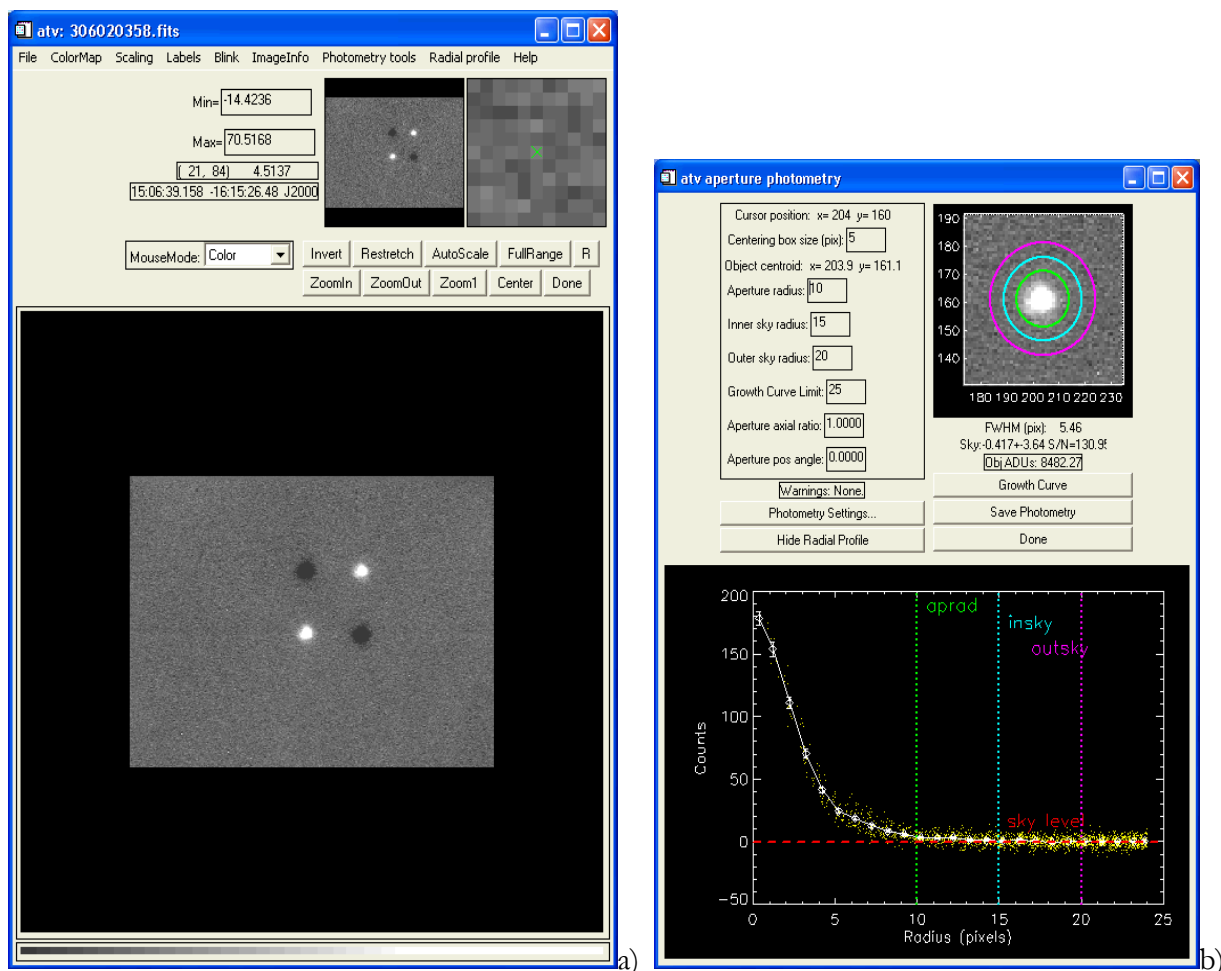 atv: 306020358.fits
File ColorMap Scaling Labels Blink ImageInfo Photometry tools Radial profile Help
Min= -14.4236
Max= 70.5168
( 21, 84) 4.5137
15:06:39.158 -16:15:26.48 J2000
MouseMode: Color
Invert Restretch AutoScale FullRange R
ZoomIn ZoomOut Zoom1 Center Done
a)
atv aperture photometry
Cursor position: x= 204 y= 160
Centering box size (pix): 5
Object centroid: x= 203.9 y= 161.1
Aperture radius: 10
Inner sky radius: 15
Outer sky radius: 20
Growth Curve Limit: 25
Aperture axial ratio: 1.0000
Aperture pos angle: 0.0000
Warnings: None.
Photometry Settings...
Hide Radial Profile
190
180
170
160
150
140
180 190 200 210 220 230
FWHM (pix): 5.46
Sky:-0.417+-3.64 S/N=130.95
Obj ADUs: 8482.27
Growth Curve
Save Photometry
Done
200
150
100
50
0
-50
Counts
aprad
insky
outsky
sky level
0 5 10 15 20 25
Radius (pixels)
b)